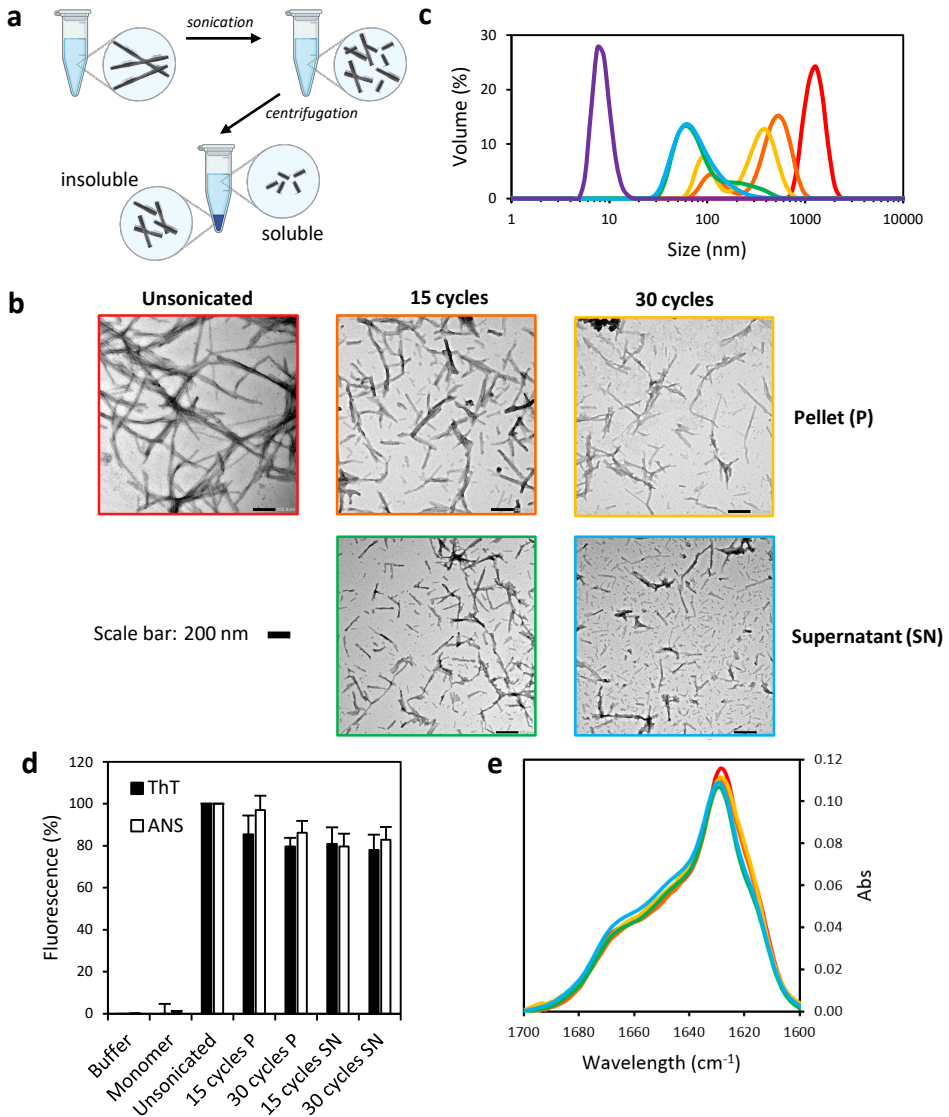 a
sonication
centrifugation
insoluble
soluble
c
Volume (%)
30
20
10
0
1
10
100
1000
10000
Size (nm)
b
Unsonicated
15 cycles
30 cycles
Pellet (P)
Scale bar: 200 nm
Supernatant (SN)
d
Fluorescence (%)
120
100
80
60
40
20
0
ThT
ANS
Buffer
Monomer
Unsonicated
15 cycles P
30 cycles P
15 cycles SN
30 cycles SN
e
0.12
0.10
0.08
0.06
0.04
0.02
0.00
Abs
1700
1680
1660
1640
1620
1600
Wavelength (cm⁻¹)